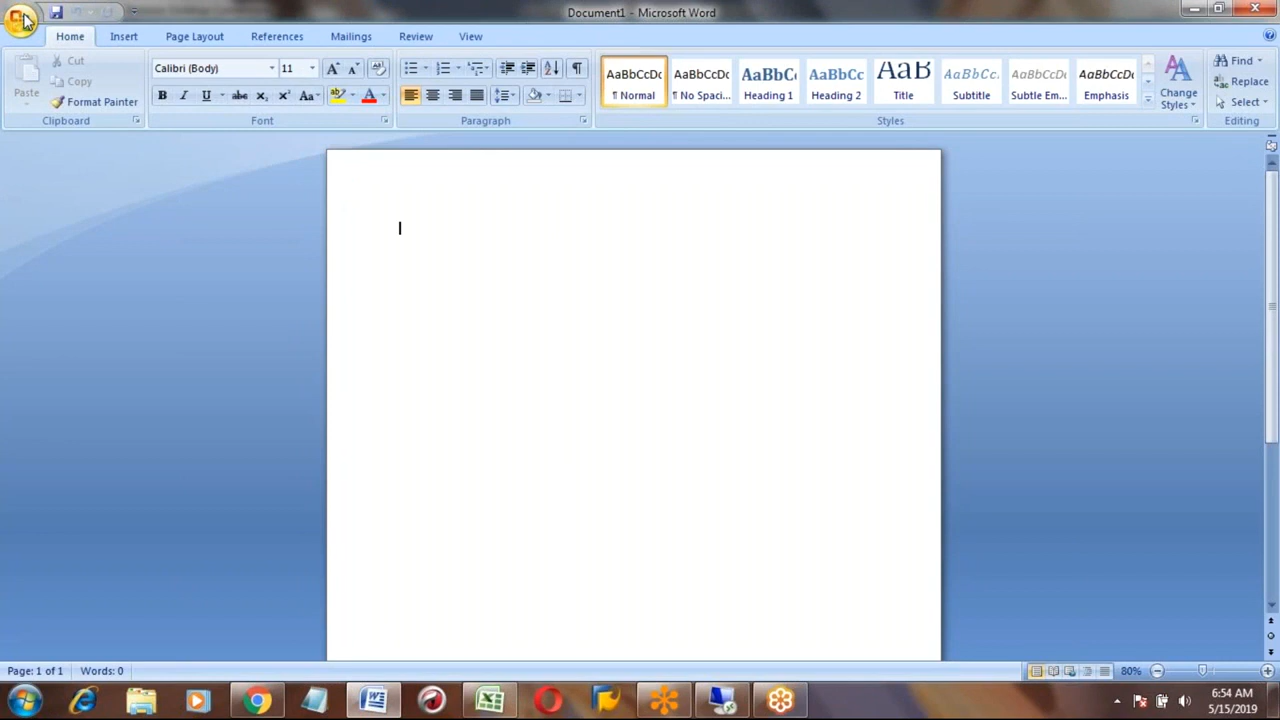 Document1 - Microsoft Word
Home Insert Page Layout References Mailings Review View
Paste
Cut
Copy
Format Painter
Clipboard
Calibri (Body) 11
B I U abc x₂ x² Aa
Font
Paragraph
AaBbCcDc AaBbCcDc AaBbC AaBbCc AaB AaBbCc. AaBbCcDc AaBbCcDc
¶ Normal ¶ No Spaci... Heading 1 Heading 2 Title Subtitle Subtle Em... Emphasis
Change
Styles
Styles
Find
Replace
Select
Editing
Page: 1 of 1 Words: 0
80%
6:54 AM
5/15/2019